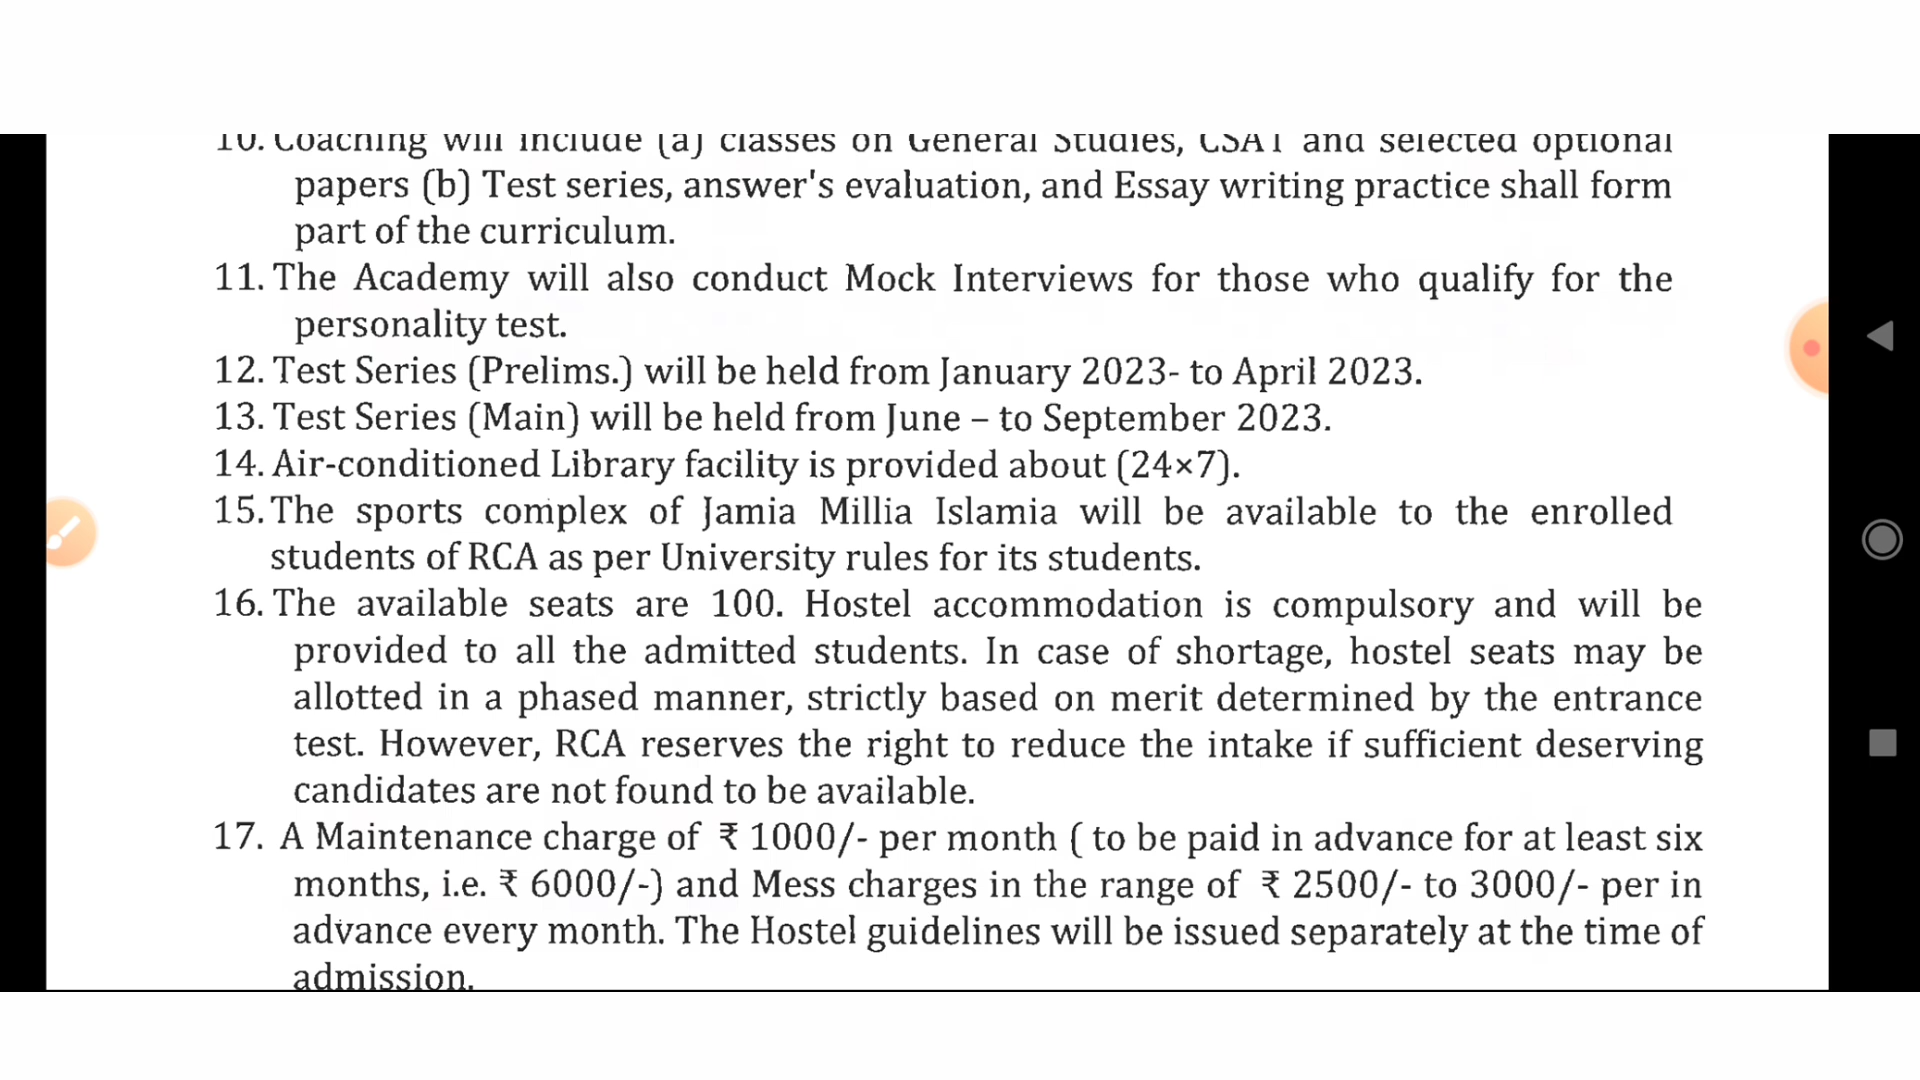 10. Coaching will include (a) classes on General Studies, CSAT and selected optional
papers (b) Test series, answer's evaluation, and Essay writing practice shall form
part of the curriculum.
11. The Academy will also conduct Mock Interviews for those who qualify for the
personality test.
12. Test Series (Prelims.) will be held from January 2023- to April 2023.
13. Test Series (Main) will be held from June – to September 2023.
14. Air-conditioned Library facility is provided about (24×7).
15. The sports complex of Jamia Millia Islamia will be available to the enrolled
students of RCA as per University rules for its students.
16. The available seats are 100. Hostel accommodation is compulsory and will be
provided to all the admitted students. In case of shortage, hostel seats may be
allotted in a phased manner, strictly based on merit determined by the entrance
test. However, RCA reserves the right to reduce the intake if sufficient deserving
candidates are not found to be available.
17. A Maintenance charge of ₹ 1000/- per month ( to be paid in advance for at least six
months, i.e. ₹ 6000/-) and Mess charges in the range of ₹ 2500/- to 3000/- per in
advance every month. The Hostel guidelines will be issued separately at the time of
admission.